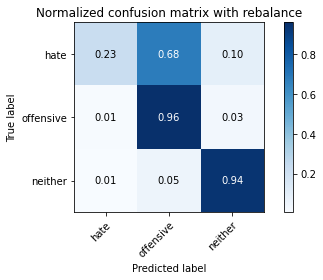 Normalized confusion matrix with rebalance
True label
hate 0.23 0.68 0.10
offensive 0.01 0.96 0.03
neither 0.01 0.05 0.94
hate offensive neither
Predicted label
0.8
0.6
0.4
0.2